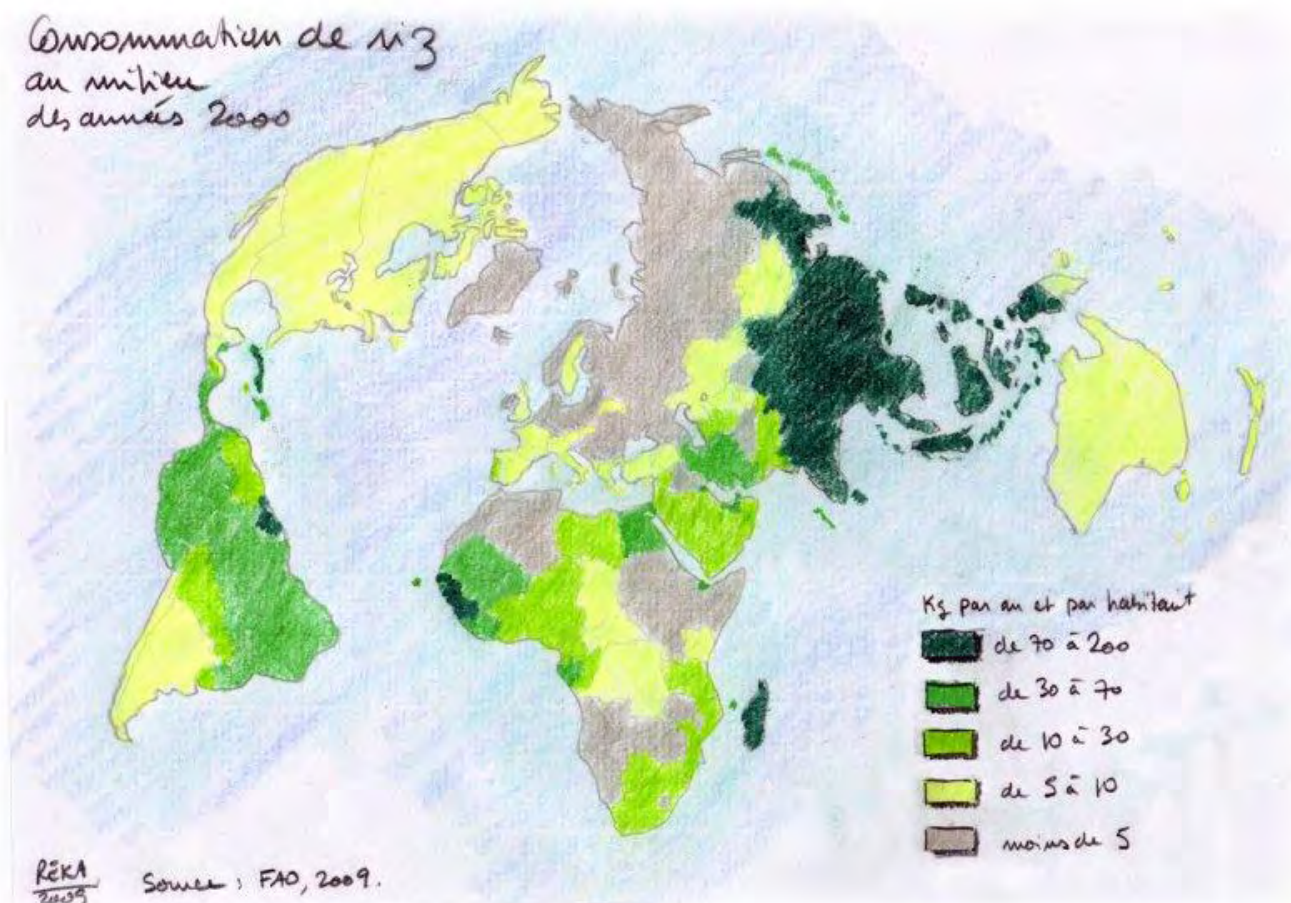 Consommation de riz
au milieu
des années 2000
Kg par an et par habitant
de 70 à 200
de 30 à 70
de 10 à 30
de 5 à 10
moins de 5
RĒKA
2009
Source : FAO, 2009.